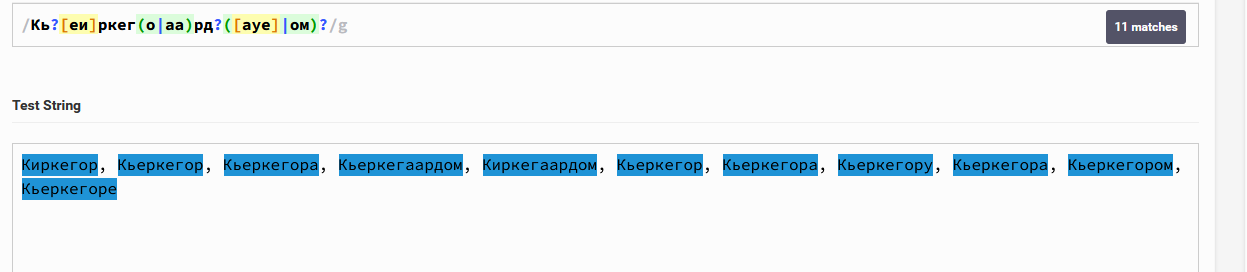 /Кь?[еи]ркег(о|аа)рд?([ауе]|ом)?/g
11 matches
Test String
Киркегор, Кьеркегор, Кьеркегора, Кьеркегаардом, Киркегаардом, Кьеркегор, Кьеркегора, Кьеркегору, Кьеркегора, Кьеркегором,
Кьеркегоре